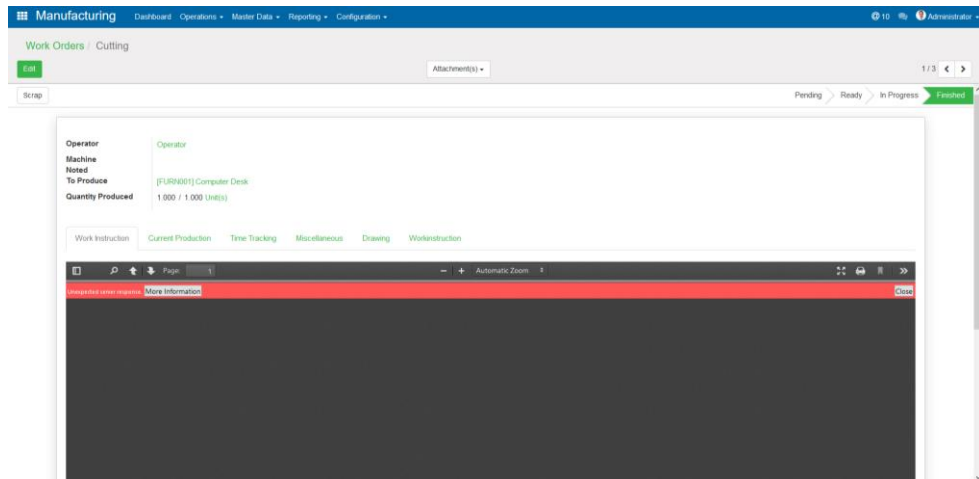 Manufacturing Dashboard Operations Master Data Reporting Configuration @ 10 Administrator
Work Orders / Cutting
Edit Attachment(s) 1 / 3
Scrap Pending Ready In Progress Finished
Operator Operator
Machine
Noted
To Produce [FURN001] Computer Desk
Quantity Produced 1.000 / 1.000 Unit(s)
Work Instruction Current Production Time Tracking Miscellaneous Drawing Workinstruction
Page: 1 Automatic Zoom
Unexpected server response. More Information Close